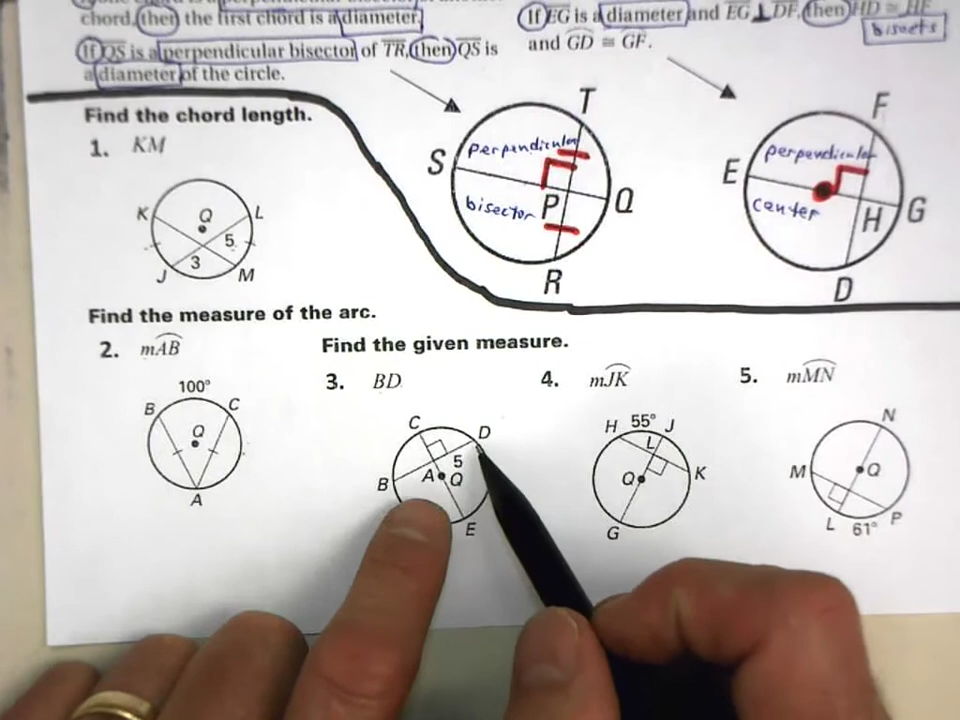 chord, then the first chord is a diameter.
If QS is a perpendicular bisector of TR, then QS is
a diameter of the circle.
If EG is a diameter and EG ⊥ DF, then HD ≅ HF
and GD ≅ GF.
bisects
Find the chord length.
1. KM
K
Q
L
5
3
J
M
T
S
perpendicular
bisector
P
Q
R
F
E
perpendicular
center
H
G
D
Find the measure of the arc.
2. mAB
100°
B
C
Q
A
Find the given measure.
3. BD
C
D
5
A
Q
B
E
4. mJK
H
55°
J
L
Q
K
G
5. mMN
N
M
Q
L
61°
P